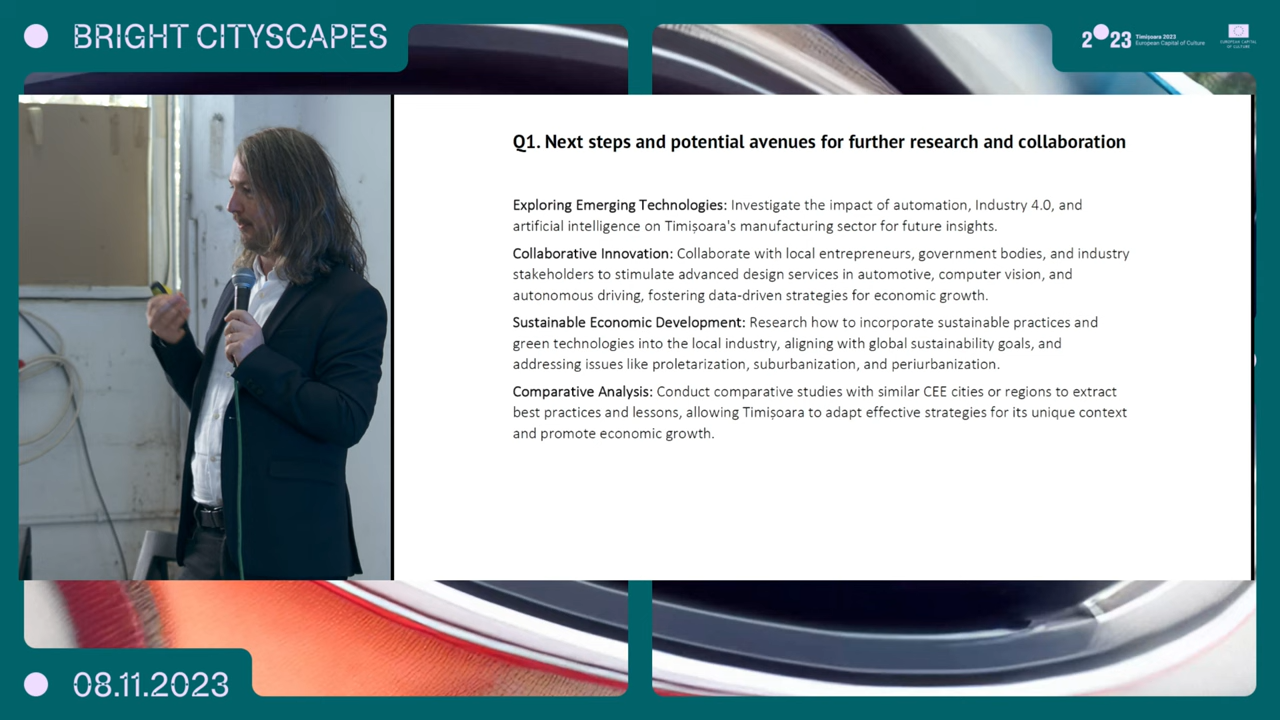 BRIGHT CITYSCAPES
2023
Timișoara 2023
European Capital of Culture
EUROPEAN CAPITAL
OF CULTURE
Q1. Next steps and potential avenues for further research and collaboration
Exploring Emerging Technologies: Investigate the impact of automation, Industry 4.0, and
artificial intelligence on Timișoara's manufacturing sector for future insights.
Collaborative Innovation: Collaborate with local entrepreneurs, government bodies, and industry
stakeholders to stimulate advanced design services in automotive, computer vision, and
autonomous driving, fostering data-driven strategies for economic growth.
Sustainable Economic Development: Research how to incorporate sustainable practices and
green technologies into the local industry, aligning with global sustainability goals, and
addressing issues like proletarization, suburbanization, and periurbanization.
Comparative Analysis: Conduct comparative studies with similar CEE cities or regions to extract
best practices and lessons, allowing Timișoara to adapt effective strategies for its unique context
and promote economic growth.
08.11.2023